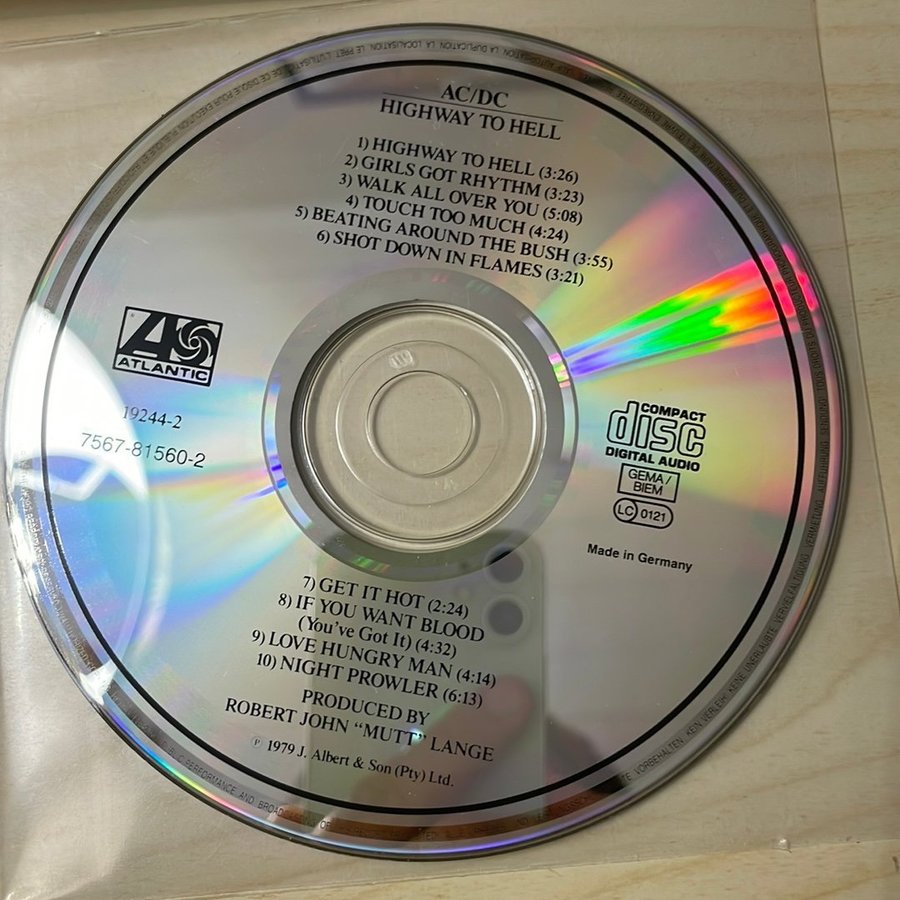 AC/DC
HIGHWAY TO HELL
1) HIGHWAY TO HELL (3:26)
2) GIRLS GOT RHYTHM (3:23)
3) WALK ALL OVER YOU (5:08)
4) TOUCH TOO MUCH (4:24)
5) BEATING AROUND THE BUSH (3:55)
6) SHOT DOWN IN FLAMES (3:21)
ATLANTIC
19244-2
7567-81560-2
COMPACT
disc
DIGITAL AUDIO
GEMA/
BIEM
LC 0121
Made in Germany
7) GET IT HOT (2:24)
8) IF YOU WANT BLOOD
(You've Got It) (4:32)
9) LOVE HUNGRY MAN (4:14)
10) NIGHT PROWLER (6:13)
PRODUCED BY
ROBERT JOHN “MUTT” LANGE
℗ 1979 J. Albert & Son (Pty) Ltd.